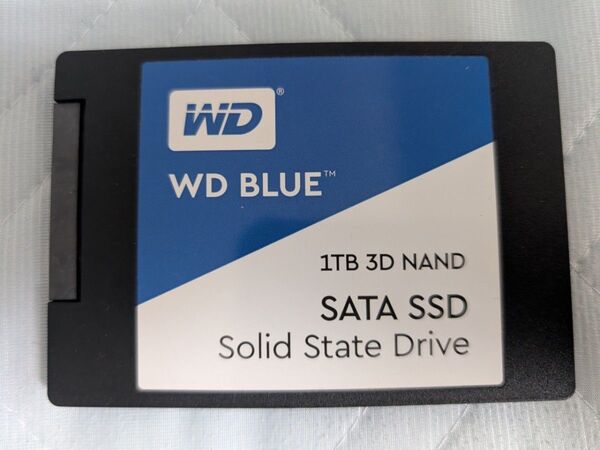 WD®
WD BLUE™
1TB 3D NAND
SATA SSD
Solid State Drive